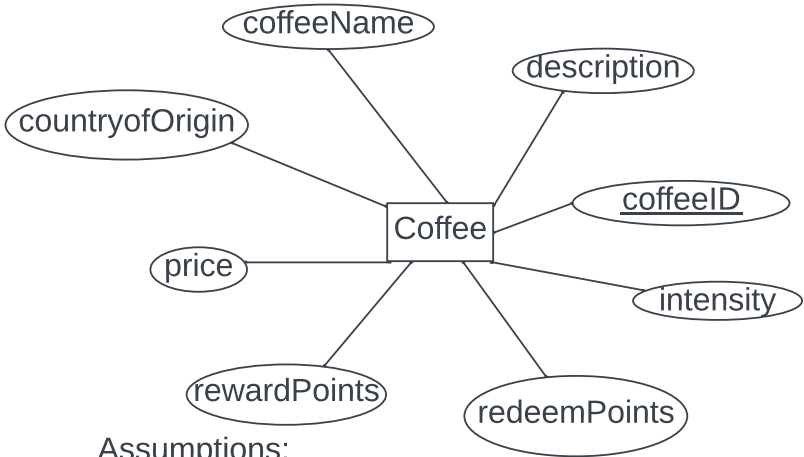 coffeeName
description
countryofOrigin
coffeeID
Coffee
price
intensity
rewardPoints
redeemPoints
Assumptions: